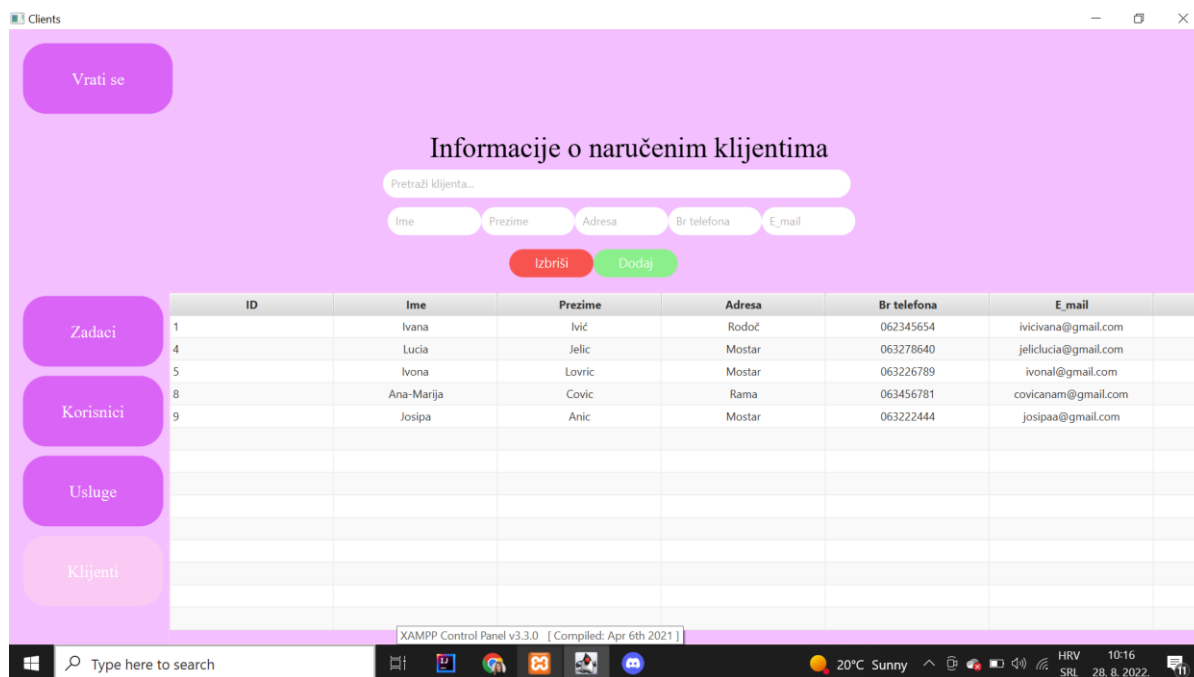 Clients
Vrati se
Informacije o naručenim klijentima
Pretraži klijenta...
Ime Prezime Adresa Br telefona E_mail
Izbriši Dodaj
Zadaci
Korisnici
Usluge
Klijenti
ID Ime Prezime Adresa Br telefona E_mail
1 Ivana Ivić Rodoč 062345654 ivicivana@gmail.com
4 Lucia Jelic Mostar 063278640 jeliclucia@gmail.com
5 Ivona Lovric Mostar 063226789 ivonal@gmail.com
8 Ana-Marija Covic Rama 063456781 covicanam@gmail.com
9 Josipa Anic Mostar 063222444 josipaa@gmail.com
XAMPP Control Panel v3.3.0 [ Compiled: Apr 6th 2021 ]
Type here to search
20°C Sunny
HRV 10:16
SRL 28. 8. 2022.
11